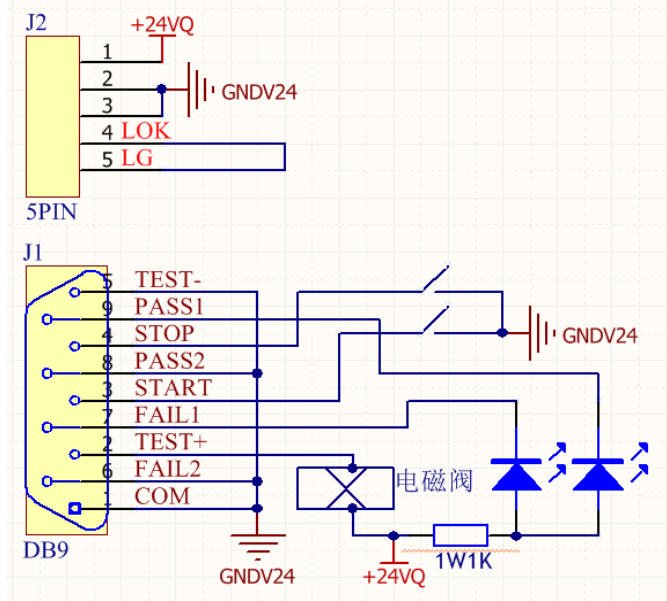 J2
+24VQ
1
2
3
4 LOK
5 LG
GNDV24
5PIN
J1
5 TEST-
9 PASS1
4 STOP
8 PASS2
3 START
7 FAIL1
2 TEST+
6 FAIL2
1 COM
DB9
GNDV24
电磁阀
GNDV24
+24VQ
1W1K